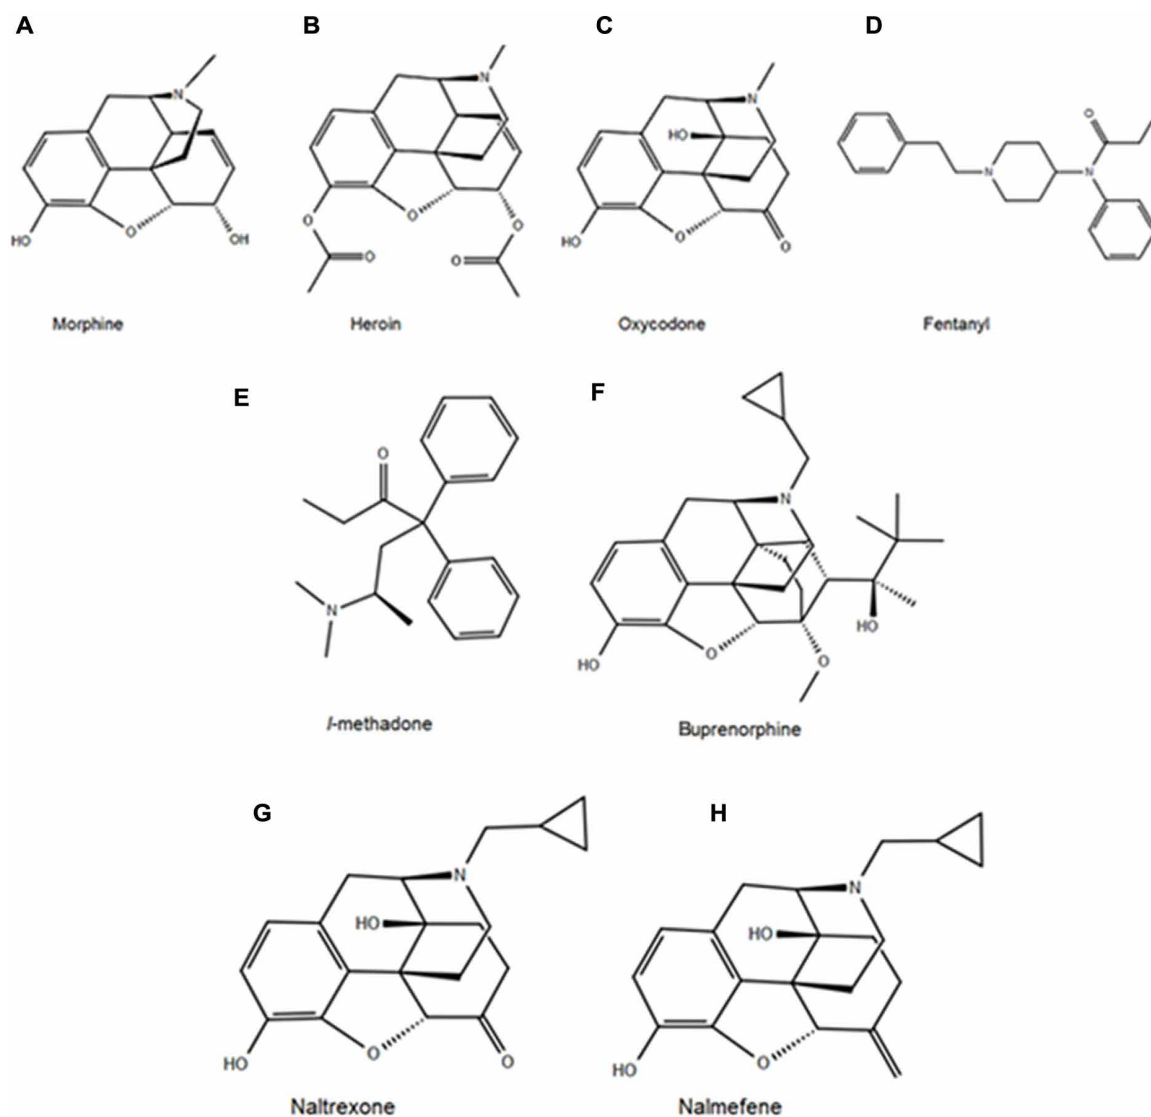 A B C D
N N N
HO O
HO O OH O O HO O O N N
O O
Morphine Heroin Oxycodone Fentanyl
E F
O
N
N HO
HO O O
l-methadone Buprenorphine
G H
N N
HO HO
HO O O HO O
Naltrexone Nalmefene